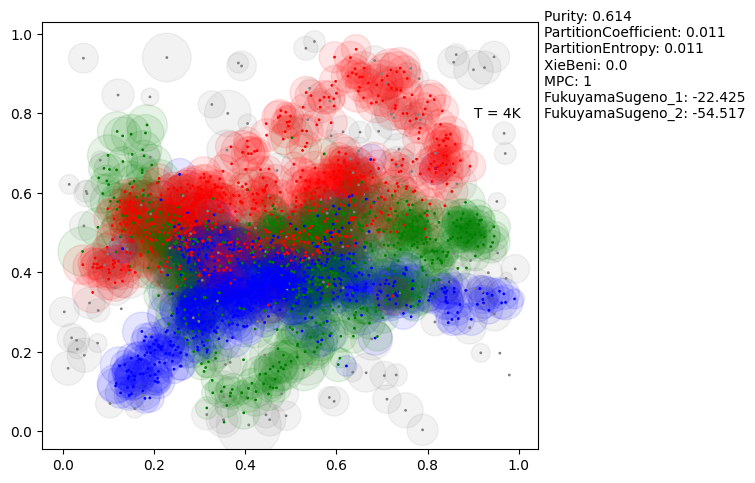 Purity: 0.614
PartitionCoefficient: 0.011
PartitionEntropy: 0.011
XieBeni: 0.0
MPC: 1
FukuyamaSugeno_1: -22.425
FukuyamaSugeno_2: -54.517
T = 4K
1.0
0.8
0.6
0.4
0.2
0.0
0.0 0.2 0.4 0.6 0.8 1.0